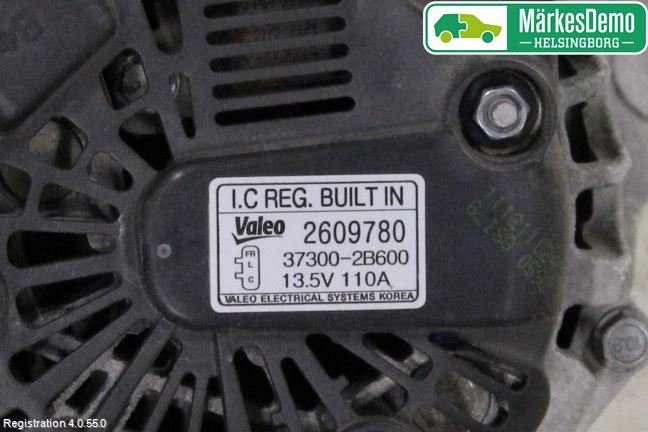 MärkesDemo
HELSINGBORG
I.C REG. BUILT IN
Valeo 2609780
FR
L
C
37300-2B600
13.5V 110A
VALEO ELECTRICAL SYSTEMS KOREA
Registration 4.0.55.0